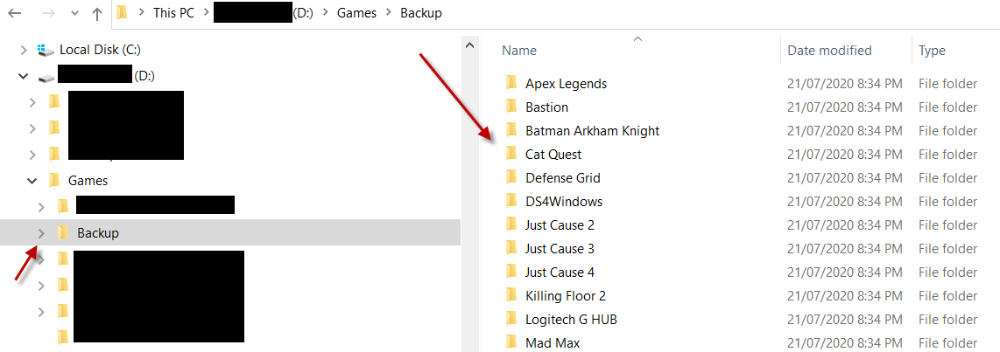 This PC (D:) Games Backup
Local Disk (C:)
(D:)
Games
Backup
Name Date modified Type
Apex Legends 21/07/2020 8:34 PM File folder
Bastion 21/07/2020 8:34 PM File folder
Batman Arkham Knight 21/07/2020 8:34 PM File folder
Cat Quest 21/07/2020 8:34 PM File folder
Defense Grid 21/07/2020 8:34 PM File folder
DS4Windows 21/07/2020 8:34 PM File folder
Just Cause 2 21/07/2020 8:34 PM File folder
Just Cause 3 21/07/2020 8:34 PM File folder
Just Cause 4 21/07/2020 8:34 PM File folder
Killing Floor 2 21/07/2020 8:34 PM File folder
Logitech G HUB 21/07/2020 8:34 PM File folder
Mad Max 21/07/2020 8:34 PM File folder